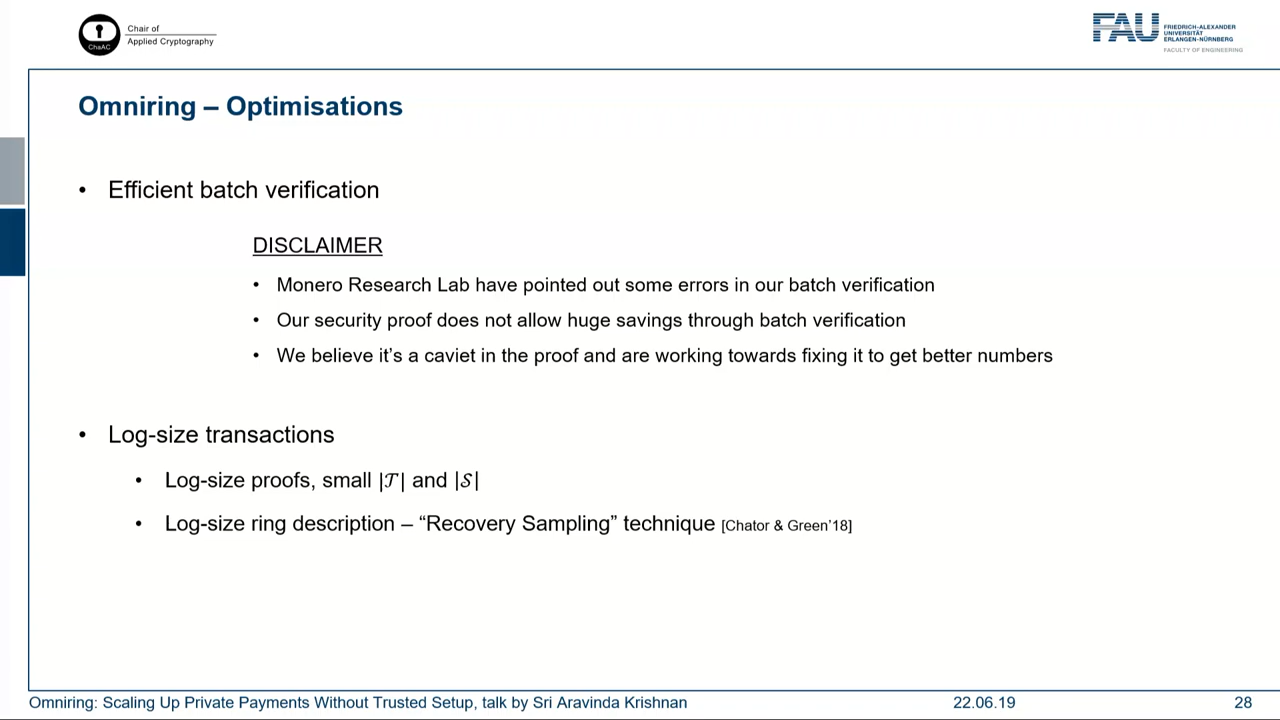 Chair of
Applied Cryptography
ChaAC
FAU
FRIEDRICH-ALEXANDER
UNIVERSITÄT
ERLANGEN-NÜRNBERG
FACULTY OF ENGINEERING
Omniring – Optimisations
• Efficient batch verification
DISCLAIMER
• Monero Research Lab have pointed out some errors in our batch verification
• Our security proof does not allow huge savings through batch verification
• We believe it's a caviet in the proof and are working towards fixing it to get better numbers
• Log-size transactions
• Log-size proofs, small |𝒯| and |𝒮|
• Log-size ring description – “Recovery Sampling” technique [Chator & Green’18]
Omniring: Scaling Up Private Payments Without Trusted Setup, talk by Sri Aravinda Krishnan
22.06.19
28